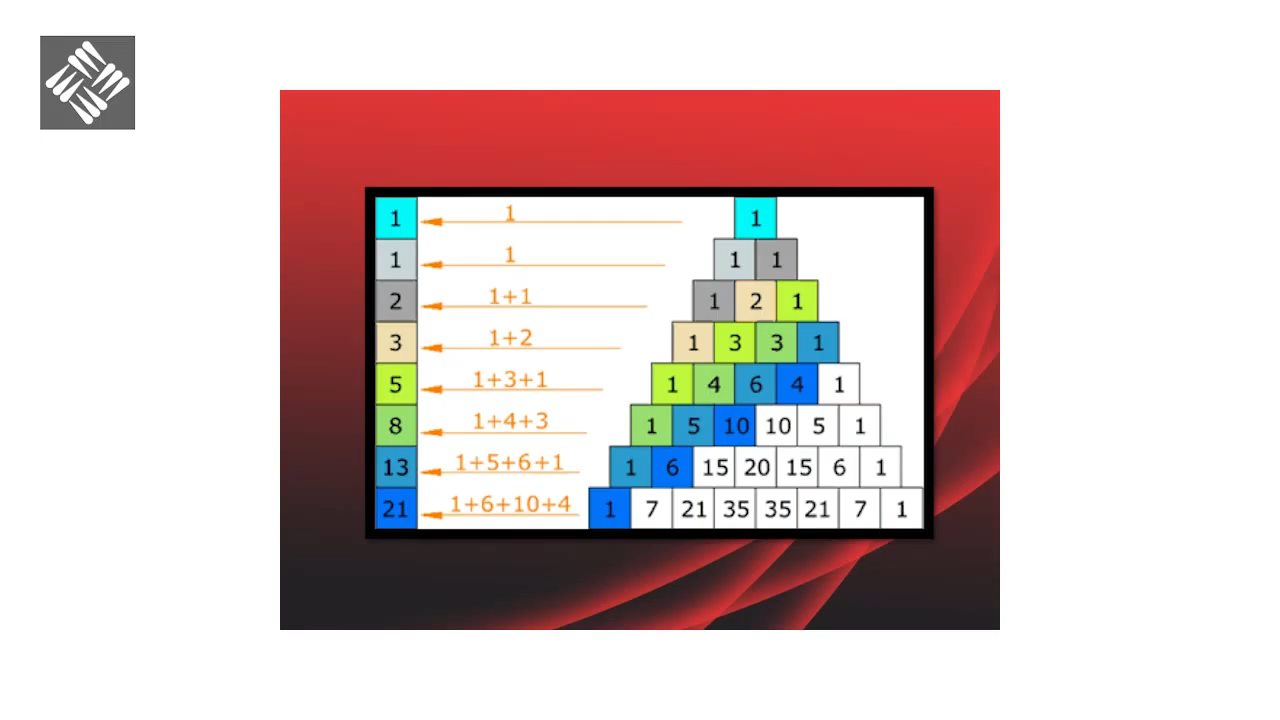 1 1 1
1 1 1 1
2 1+1 1 2 1
3 1+2 1 3 3 1
5 1+3+1 1 4 6 4 1
8 1+4+3 1 5 10 10 5 1
13 1+5+6+1 1 6 15 20 15 6 1
21 1+6+10+4 1 7 21 35 35 21 7 1